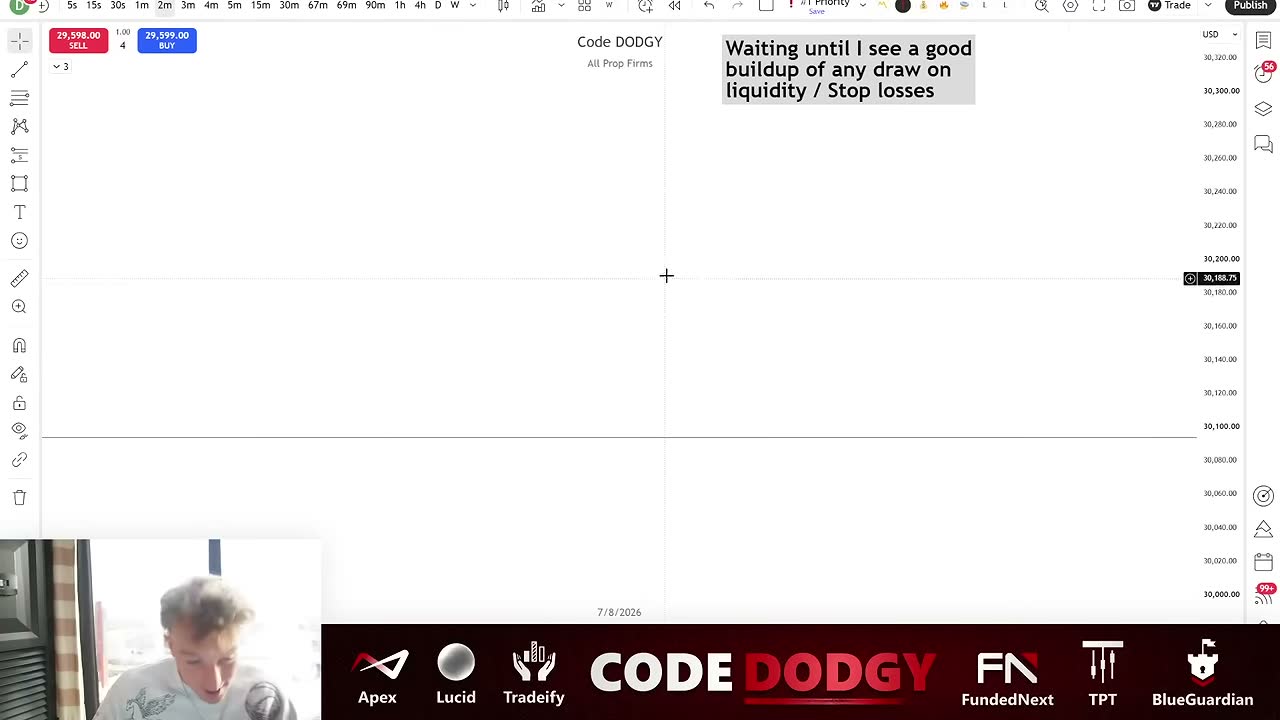 5s 15s 30s 1m 2m 3m 4m 5m 15m 30m 67m 69m 90m 1h 4h D W
#1 Priority
Save
Trade
Publish
29,598.00
SELL
1.00
4
29,599.00
BUY
3
Code DODGY
All Prop Firms
Waiting until I see a good
buildup of any draw on
liquidity / Stop losses
USD
30,320.00
30,300.00
30,280.00
30,260.00
30,240.00
30,220.00
30,200.00
30,188.75
30,180.00
30,160.00
30,140.00
30,120.00
30,100.00
30,080.00
30,060.00
30,040.00
30,020.00
30,000.00
56
99+
7/8/2026
Apex
Lucid
Tradeify
CODE DODGY
FN
FundedNext
TPT
BlueGuardian